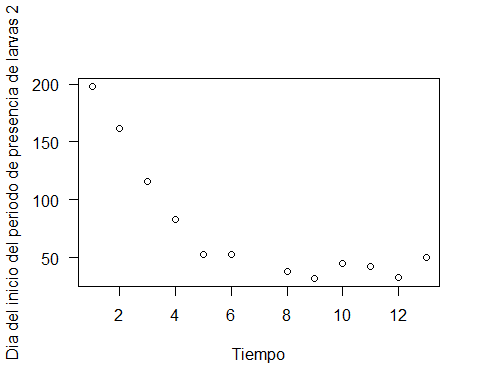 Dia del inicio del periodo de presencia de larvas 2
200
150
100
50
2 4 6 8 10 12
Tiempo